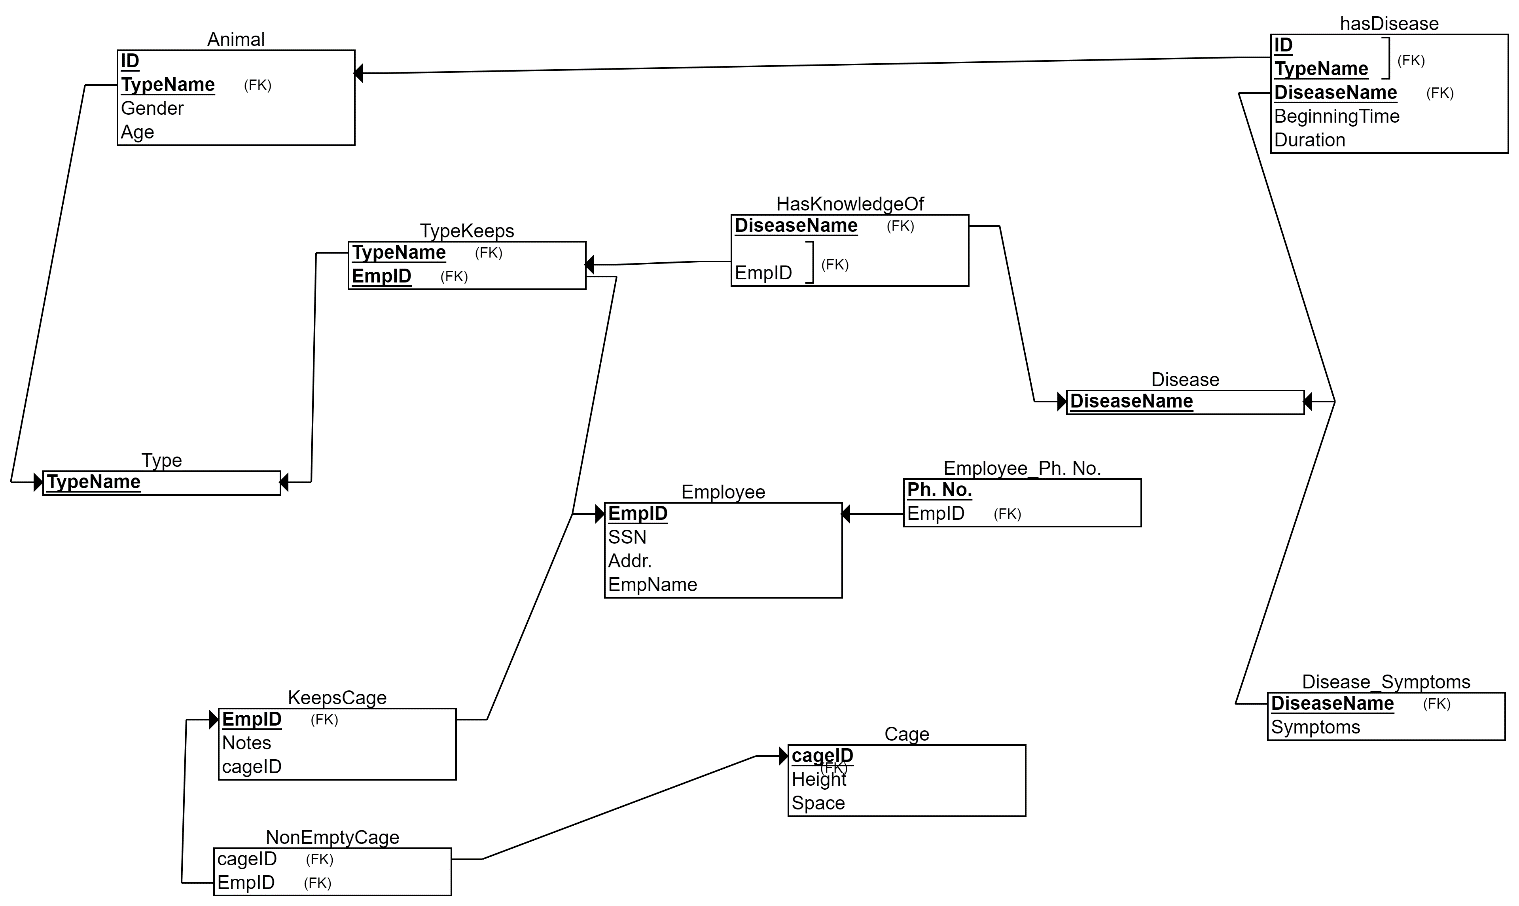 Animal
ID
TypeName (FK)
Gender
Age
hasDisease
ID
TypeName (FK)
DiseaseName (FK)
BeginningTime
Duration
TypeKeeps
TypeName (FK)
EmpID (FK)
HasKnowledgeOf
DiseaseName (FK)
EmpID (FK)
Disease
DiseaseName
Type
TypeName
Employee
EmpID
SSN
Addr.
EmpName
Employee_Ph. No.
Ph. No.
EmpID (FK)
KeepsCage
EmpID (FK)
Notes
cageID
Cage
cageID
(FK)
Height
Space
Disease_Symptoms
DiseaseName (FK)
Symptoms
NonEmptyCage
cageID (FK)
EmpID (FK)